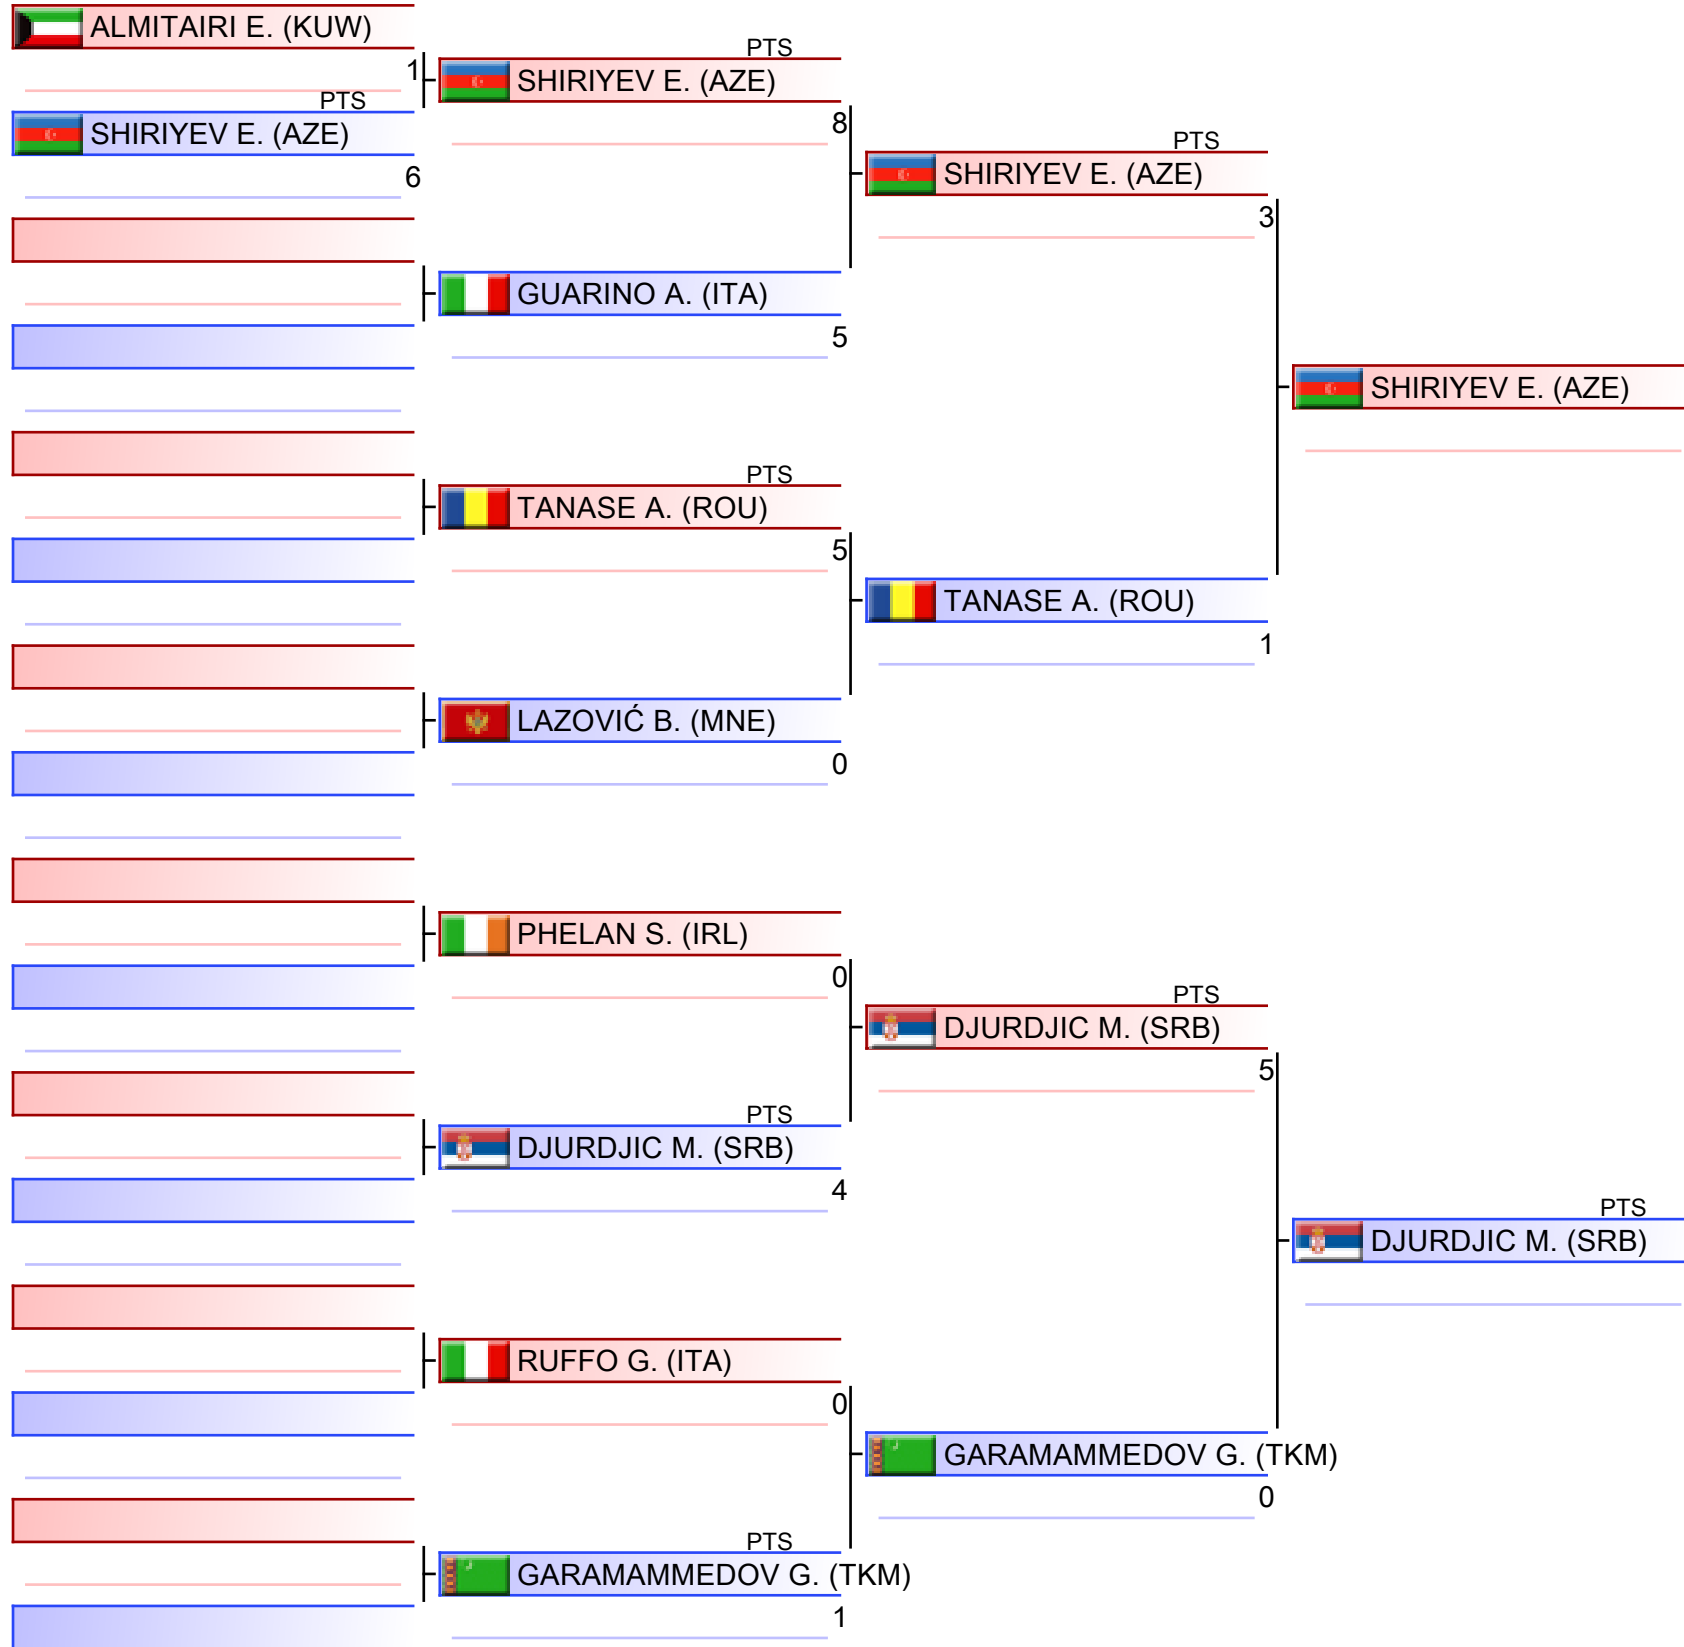 ALMITAIRI E. (KUW)
1
PTS
SHIRIYEV E. (AZE)
6
PTS
SHIRIYEV E. (AZE)
8
GUARINO A. (ITA)
5
PTS
TANASE A. (ROU)
5
LAZOVIĆ B. (MNE)
0
PHELAN S. (IRL)
0
PTS
DJURDJIC M. (SRB)
4
RUFFO G. (ITA)
0
PTS
GARAMAMMEDOV G. (TKM)
1
PTS
SHIRIYEV E. (AZE)
3
TANASE A. (ROU)
1
PTS
DJURDJIC M. (SRB)
5
GARAMAMMEDOV G. (TKM)
0
SHIRIYEV E. (AZE)
PTS
DJURDJIC M. (SRB)